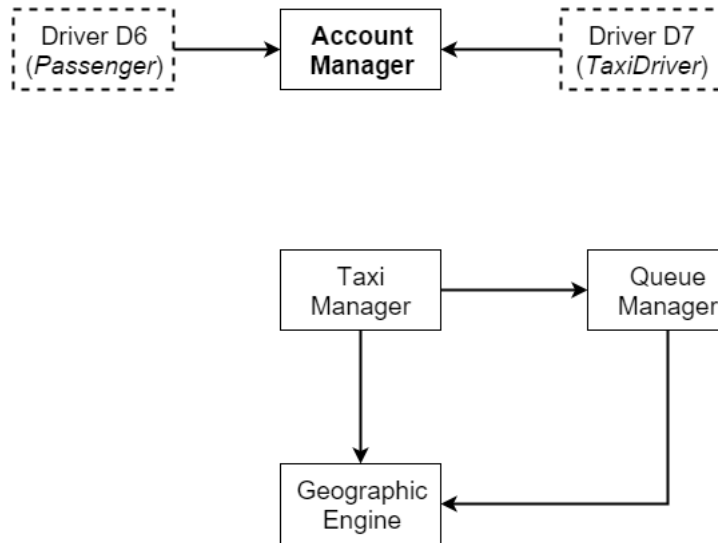 Driver D6
(Passenger)
Account
Manager
Driver D7
(TaxiDriver)
Taxi
Manager
Queue
Manager
Geographic
Engine